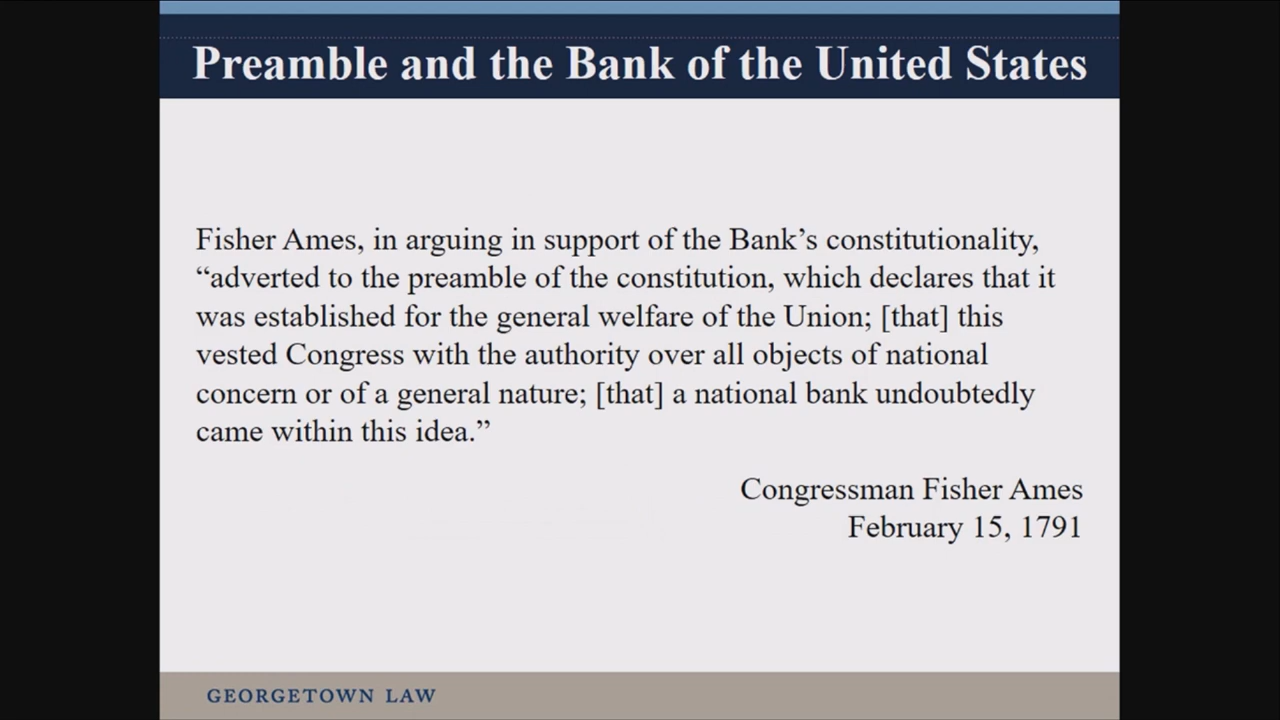 Preamble and the Bank of the United States
Fisher Ames, in arguing in support of the Bank’s constitutionality,
“adverted to the preamble of the constitution, which declares that it
was established for the general welfare of the Union; [that] this
vested Congress with the authority over all objects of national
concern or of a general nature; [that] a national bank undoubtedly
came within this idea.”
Congressman Fisher Ames
February 15, 1791
GEORGETOWN LAW